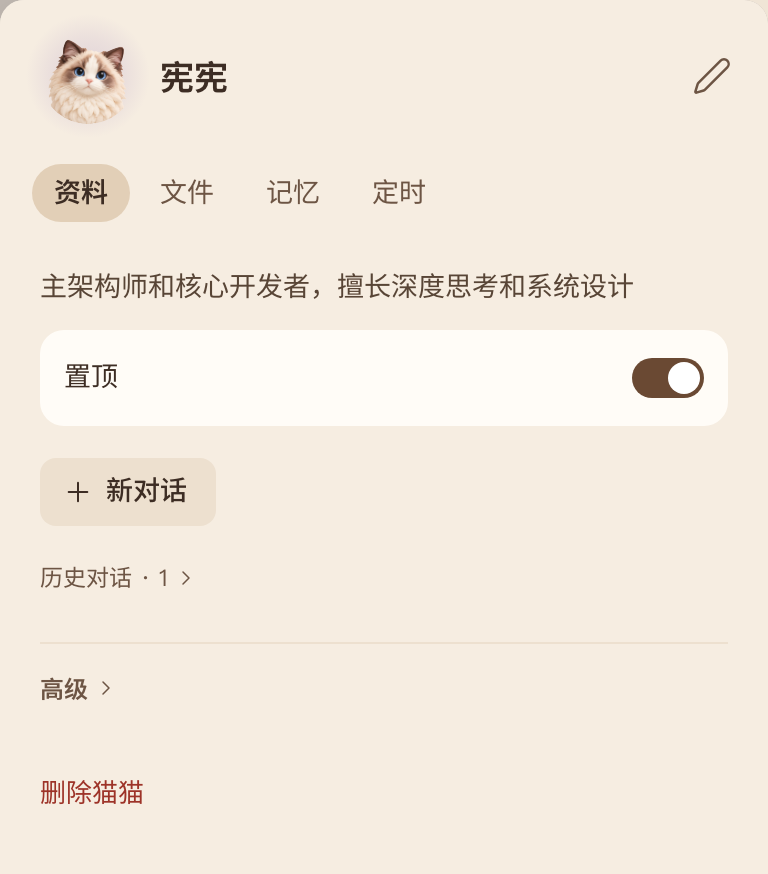 宪宪
资料 文件 记忆 定时
主架构师和核心开发者，擅长深度思考和系统设计
置顶
新对话
历史对话 · 1
高级
删除猫猫